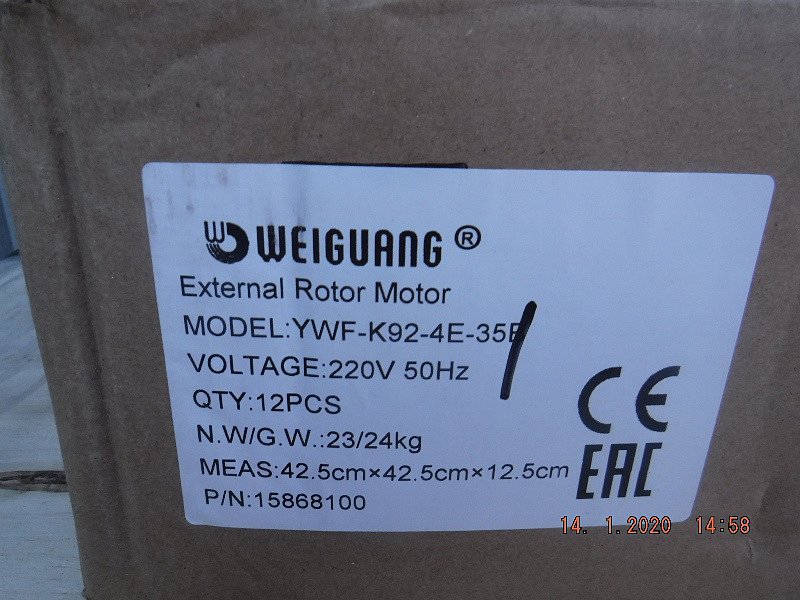 WEIGUANG ®
External Rotor Motor
MODEL:YWF-K92-4E-35
VOLTAGE:220V 50Hz
QTY:12PCS
N.W/G.W.:23/24kg
MEAS:42.5cm×42.5cm×12.5cm
P/N:15868100
CE
EAC
14. 1.2020 14:58